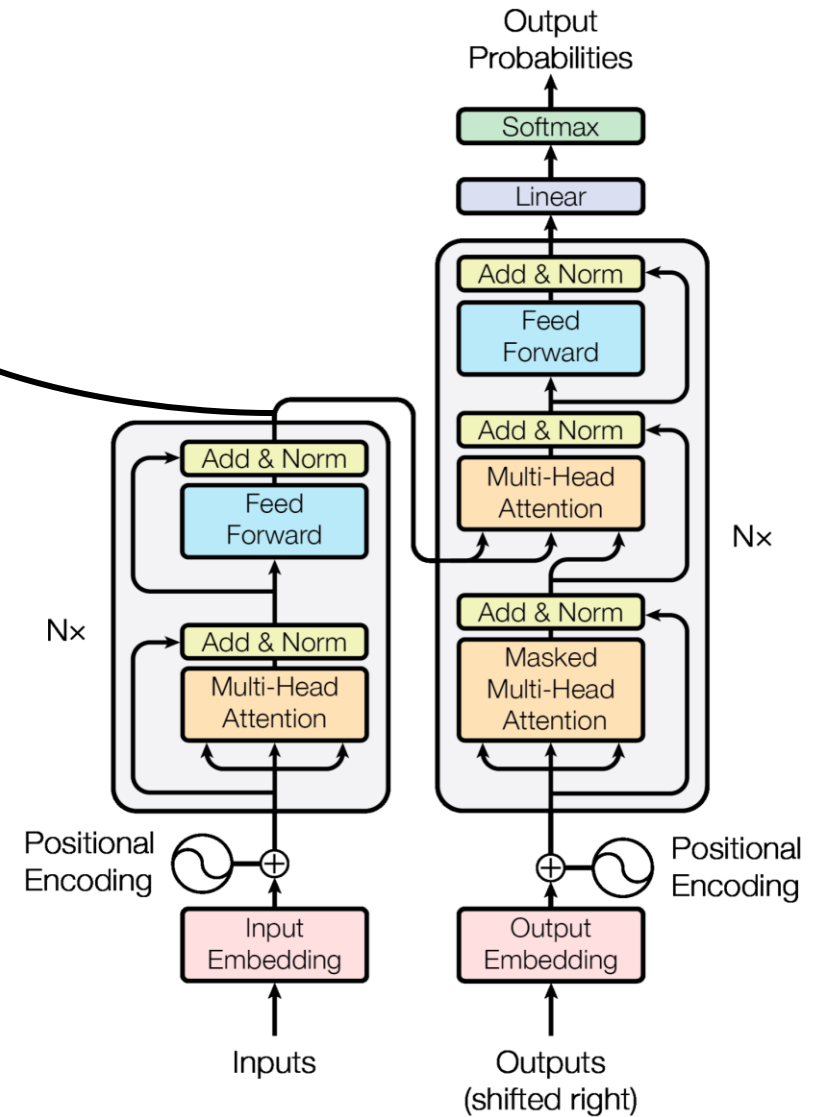 Output
Probabilities
Softmax
Linear
Add & Norm
Feed
Forward
Add & Norm
Multi-Head
Attention
N×
Add & Norm
Masked
Multi-Head
Attention
Add & Norm
Feed
Forward
N×
Add & Norm
Multi-Head
Attention
Positional
Encoding
Positional
Encoding
Input
Embedding
Output
Embedding
Inputs
Outputs
(shifted right)